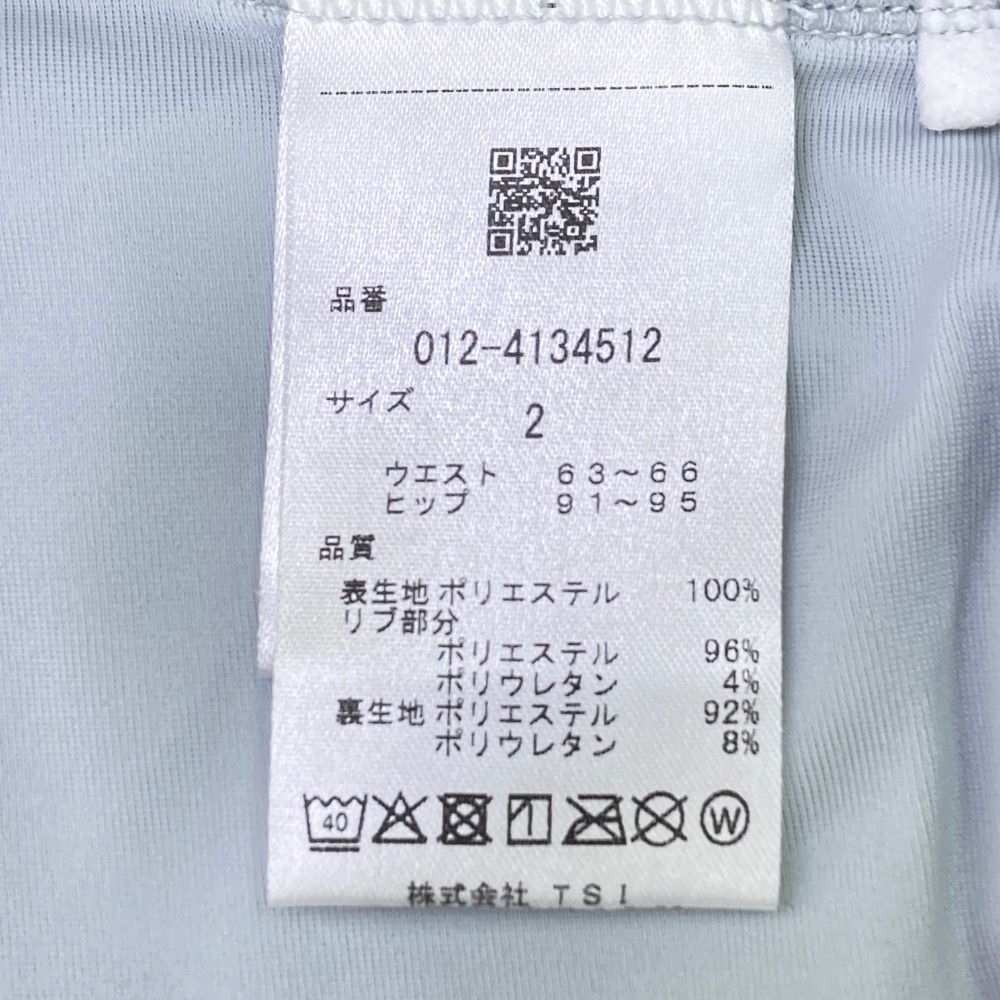 品番
012-4134512
サイズ
2
ウエスト 63～66
ヒップ 91～95
品質
表生地 ポリエステル 100%
リブ部分
ポリエステル 96%
ポリウレタン 4%
裏生地 ポリエステル 92%
ポリウレタン 8%
40 W
株式会社 TSI